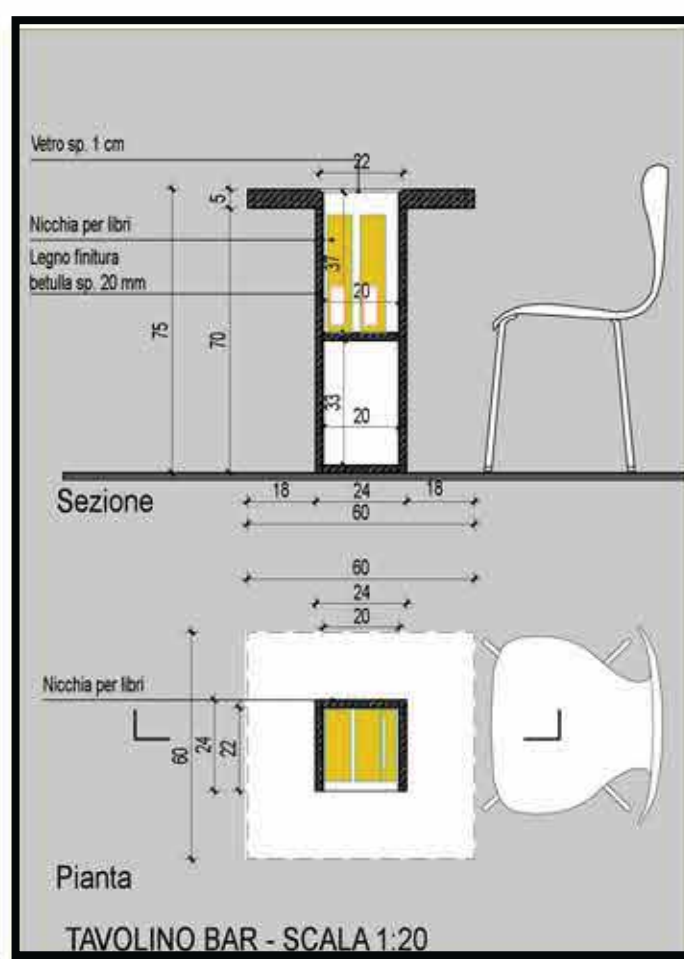 Vetro sp. 1 cm
22
5
Nicchia per libri
Legno finitura
betulla sp. 20 mm
37
20
75
70
33
20
Sezione
18
24
18
60
60
24
20
Nicchia per libri
60
24
22
Pianta
TAVOLINO BAR - SCALA 1:20